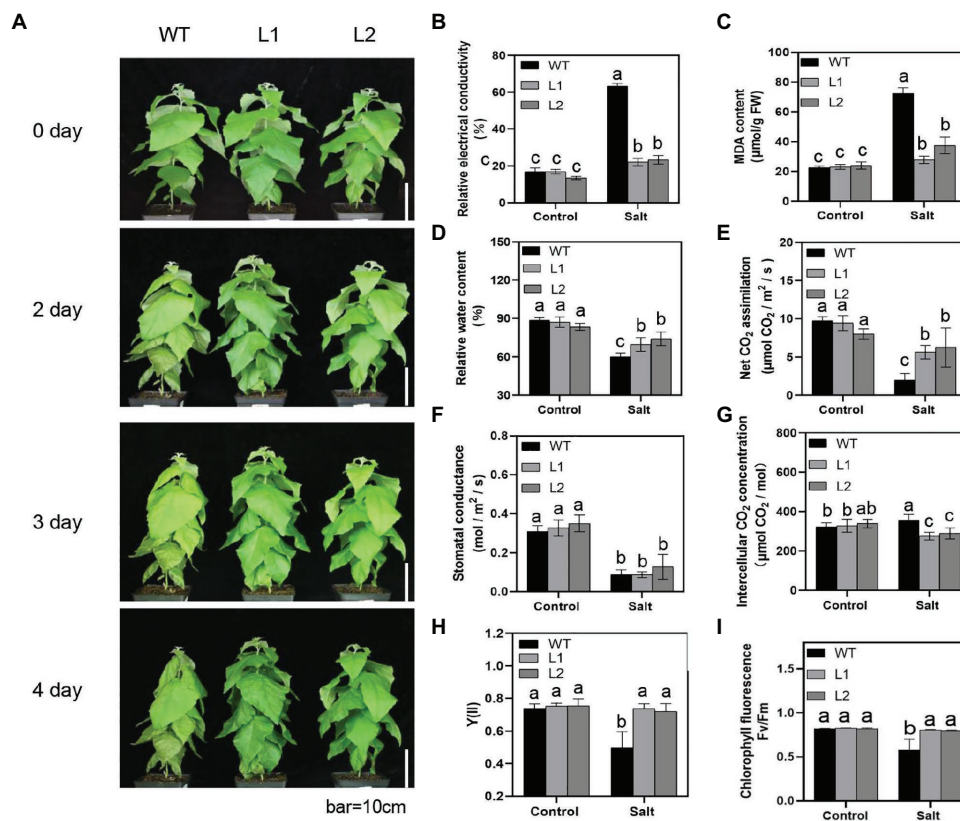 A
WT L1 L2
0 day
2 day
3 day
4 day
bar=10cm
B
Relative electrical conductivity
(%)
80
60
40
20
0
WT
L1
L2
C
c c c
a b b
Control Salt
C
MDA content
(μmol/g FW)
100
80
60
40
20
0
WT
L1
L2
c c c
a b b
Control Salt
D
Relative water content
(%)
150
120
90
60
30
WT
L1
L2
a a a
c b b
Control Salt
E
Net CO2 assimilation
(μmol CO2 / m2 / s)
20
15
10
5
0
WT
L1
L2
a a a
c b b
Control Salt
F
Stomatal conductance
(mol / m2 / s)
0.8
0.6
0.4
0.2
0.0
WT
L1
L2
a a a
b b b
Control Salt
G
Intercellular CO2 concentration
(μmol CO2 / mol)
800
600
400
200
0
WT
L1
L2
b b ab
a c c
Control Salt
H
Y(II)
1.2
1.0
0.8
0.6
0.4
0.2
WT
L1
L2
a a a
b a a
Control Salt
I
Chlorophyll fluorescence
Fv/Fm
1.5
1.0
0.5
0.0
WT
L1
L2
a a a
b a a
Control Salt